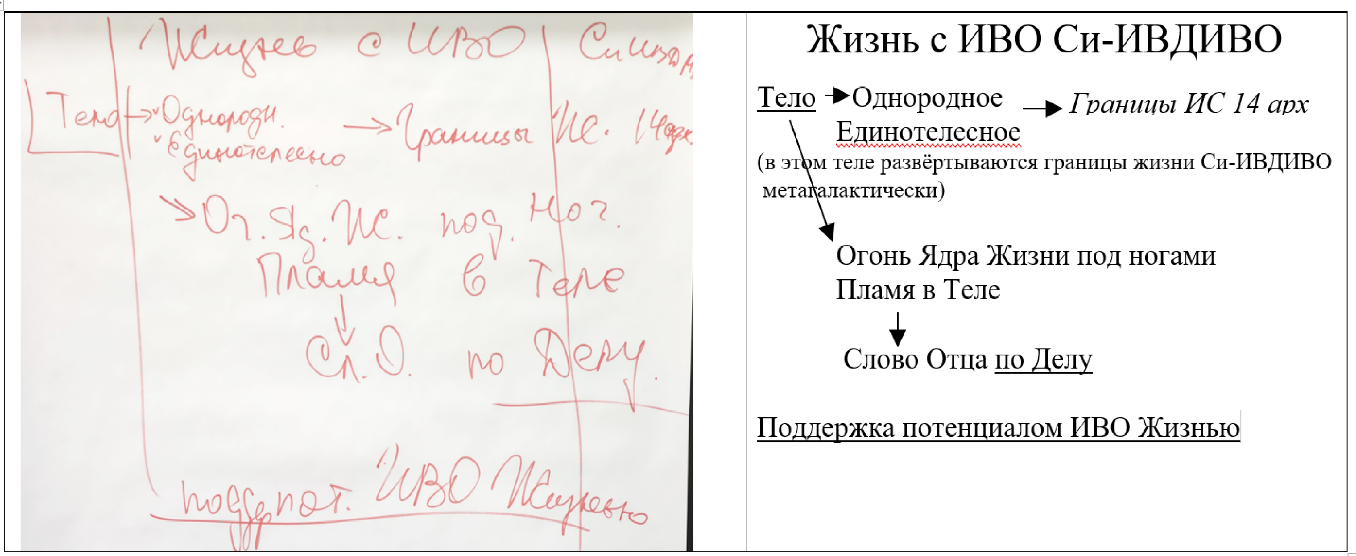 Жизнь с ИВО Си ИВДИ
Тело → Однородн. → Границы Ис. 14 арх.
Единотелесно
Ог. Яд. Ис. под Ног.
Пламя в Теле
Сл. О. по Делу.
поддер пот. ИВО Жизнью
Жизнь с ИВО Си-ИВДИВО
Тело Однородное Границы ИС 14 арх
Единотелесное
(в этом теле развёртываются границы жизни Си-ИВДИВО
метагалактически)
Огонь Ядра Жизни под ногами
Пламя в Теле
Слово Отца по Делу
Поддержка потенциалом ИВО Жизнью